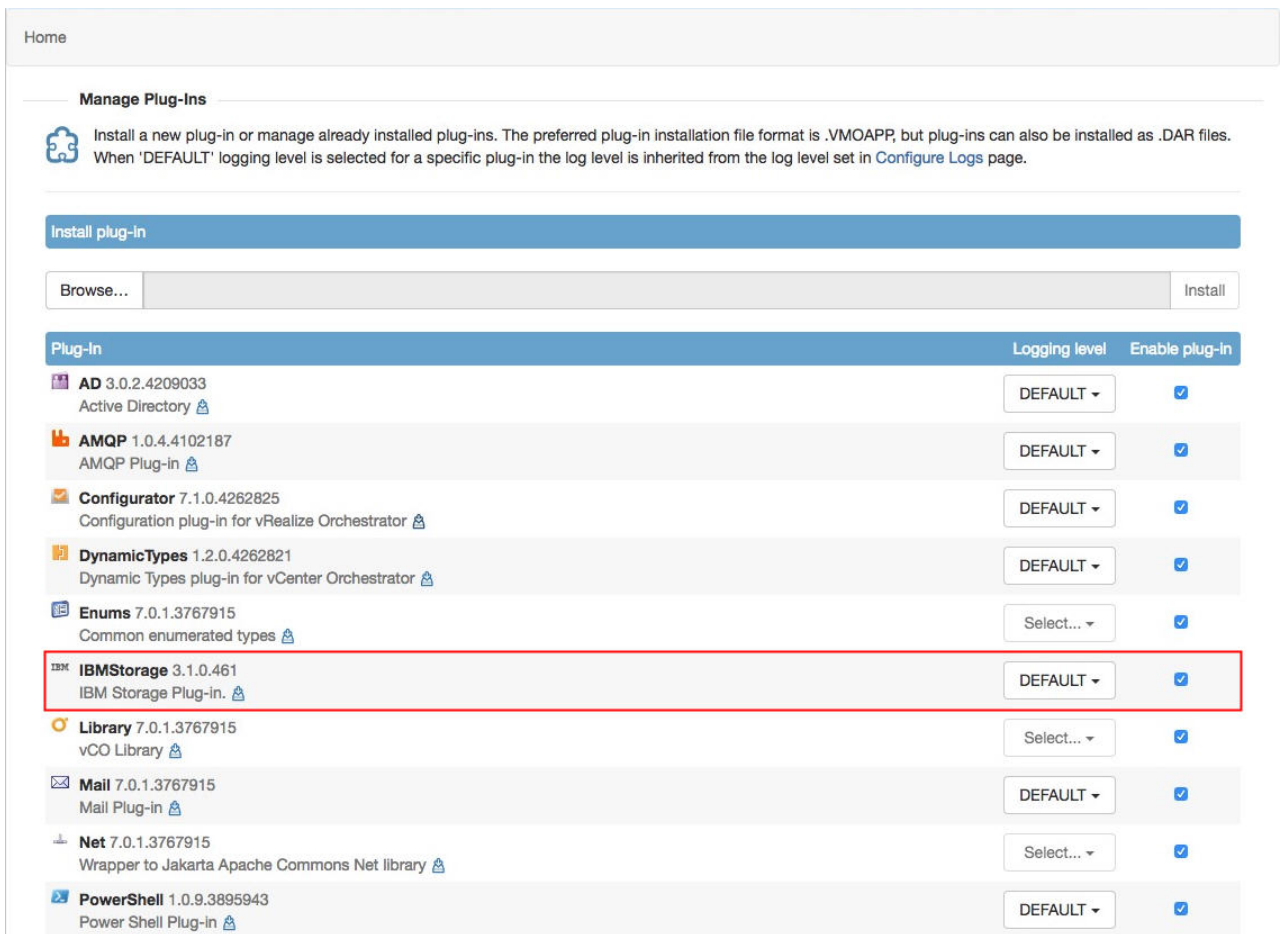 Home
Manage Plug-Ins
Install a new plug-in or manage already installed plug-ins. The preferred plug-in installation file format is .VMOAPP, but plug-ins can also be installed as .DAR files.
When 'DEFAULT' logging level is selected for a specific plug-in the log level is inherited from the log level set in Configure Logs page.
Install plug-in
Browse... Install
Plug-In Logging level Enable plug-in
AD 3.0.2.4209033
Active Directory
DEFAULT
AMQP 1.0.4.4102187
AMQP Plug-in
DEFAULT
Configurator 7.1.0.4262825
Configuration plug-in for vRealize Orchestrator
DEFAULT
DynamicTypes 1.2.0.4262821
Dynamic Types plug-in for vCenter Orchestrator
DEFAULT
Enums 7.0.1.3767915
Common enumerated types
Select...
IBM IBMStorage 3.1.0.461
IBM Storage Plug-in.
DEFAULT
Library 7.0.1.3767915
vCO Library
Select...
Mail 7.0.1.3767915
Mail Plug-in
DEFAULT
Net 7.0.1.3767915
Wrapper to Jakarta Apache Commons Net library
Select...
PowerShell 1.0.9.3895943
Power Shell Plug-in
DEFAULT